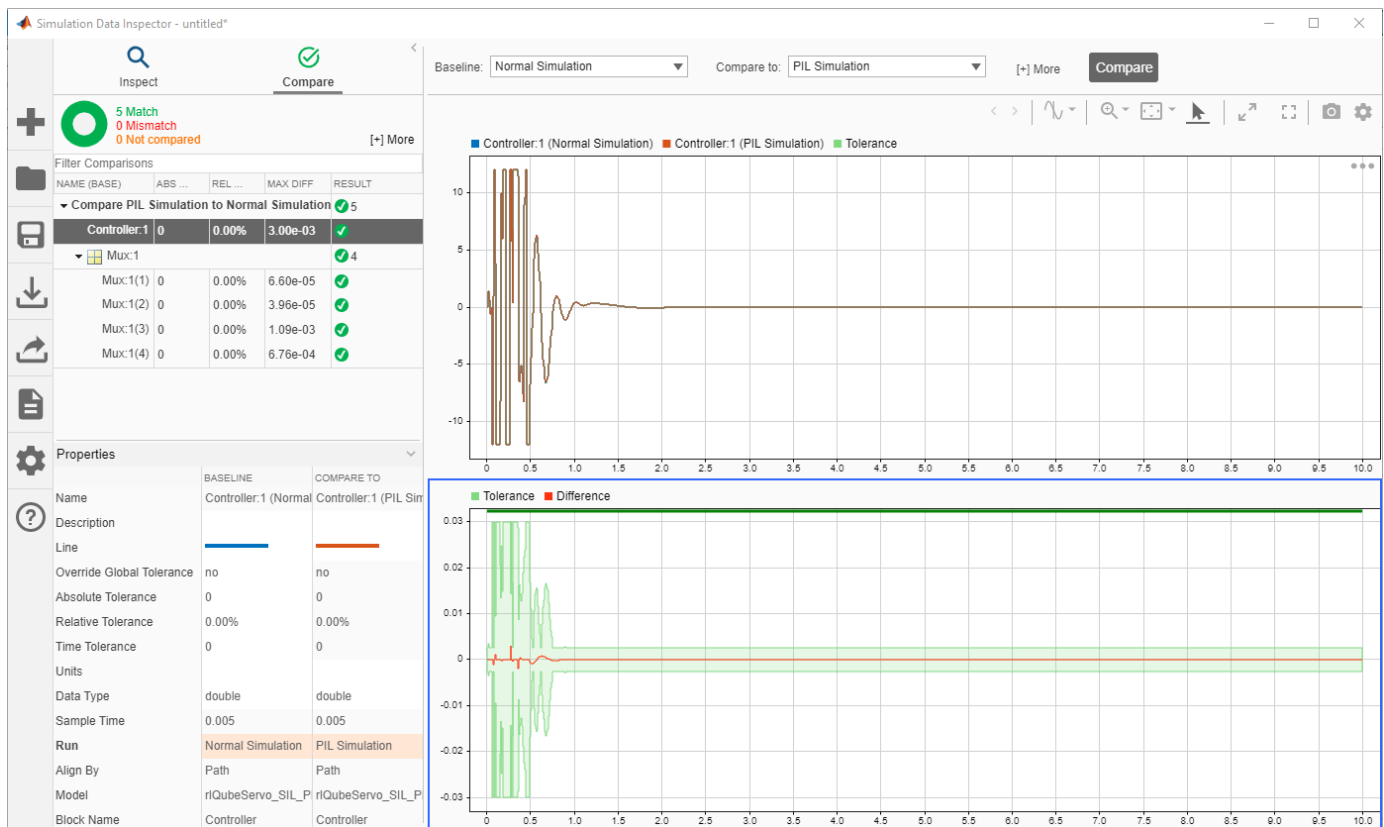 Simulation Data Inspector - untitled*
Inspect
Compare
Baseline: Normal Simulation Compare to: PIL Simulation [+] More Compare
5 Match
0 Mismatch
0 Not compared [+] More
Filter Comparisons
NAME (BASE) ABS ... REL ... MAX DIFF RESULT
Compare PIL Simulation to Normal Simulation 5
Controller:1 0 0.00% 3.00e-03
Mux:1 4
Mux:1(1) 0 0.00% 6.60e-05
Mux:1(2) 0 0.00% 3.96e-05
Mux:1(3) 0 0.00% 1.09e-03
Mux:1(4) 0 0.00% 6.76e-04
Properties
BASELINE COMPARE TO
Name Controller:1 (Normal Controller:1 (PIL Sim
Description
Line
Override Global Tolerance no no
Absolute Tolerance 0 0
Relative Tolerance 0.00% 0.00%
Time Tolerance 0 0
Units
Data Type double double
Sample Time 0.005 0.005
Run Normal Simulation PIL Simulation
Align By Path Path
Model rlQubeServo_SIL_P rlQubeServo_SIL_P
Block Name Controller Controller
Controller:1 (Normal Simulation) Controller:1 (PIL Simulation) Tolerance
10
5
0
-5
-10
0 0.5 1.0 1.5 2.0 2.5 3.0 3.5 4.0 4.5 5.0 5.5 6.0 6.5 7.0 7.5 8.0 8.5 9.0 9.5 10.0
Tolerance Difference
0.03
0.02
0.01
0
-0.01
-0.02
-0.03
0 0.5 1.0 1.5 2.0 2.5 3.0 3.5 4.0 4.5 5.0 5.5 6.0 6.5 7.0 7.5 8.0 8.5 9.0 9.5 10.0